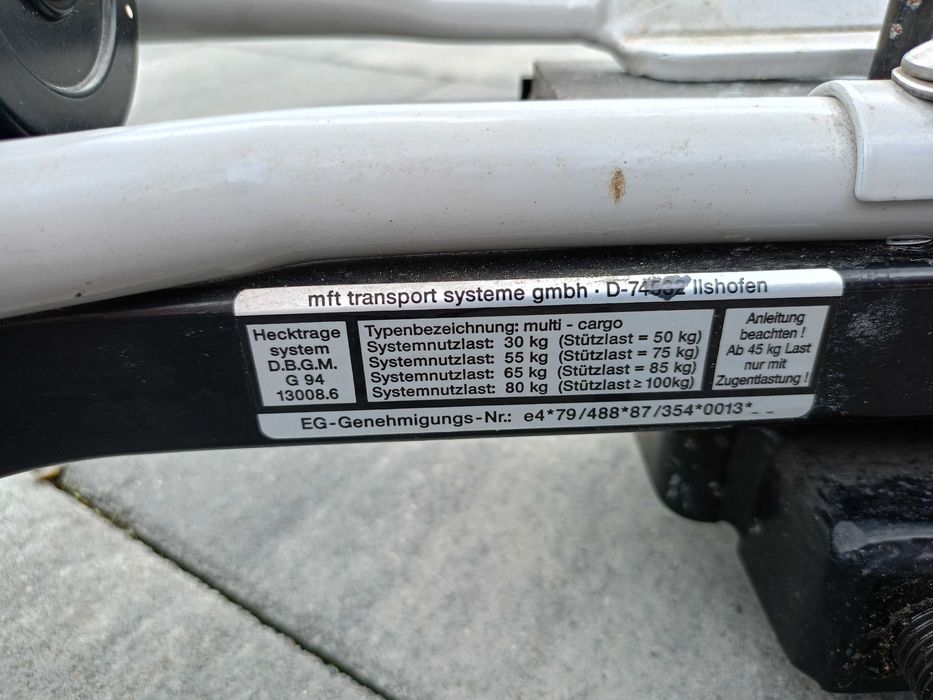 mft transport systeme gmbh · D-74532 Ilshofen
Hecktrage
system
D.B.G.M.
G 94
13008.6
Typenbezeichnung: multi - cargo
Systemnutzlast: 30 kg (Stützlast = 50 kg)
Systemnutzlast: 55 kg (Stützlast = 75 kg)
Systemnutzlast: 65 kg (Stützlast = 85 kg)
Systemnutzlast: 80 kg (Stützlast ≥ 100kg)
Anleitung
beachten !
Ab 45 kg Last
nur mit
Zugentlastung !
EG-Genehmigungs-Nr.: e4*79/488*87/354*0013*_ _